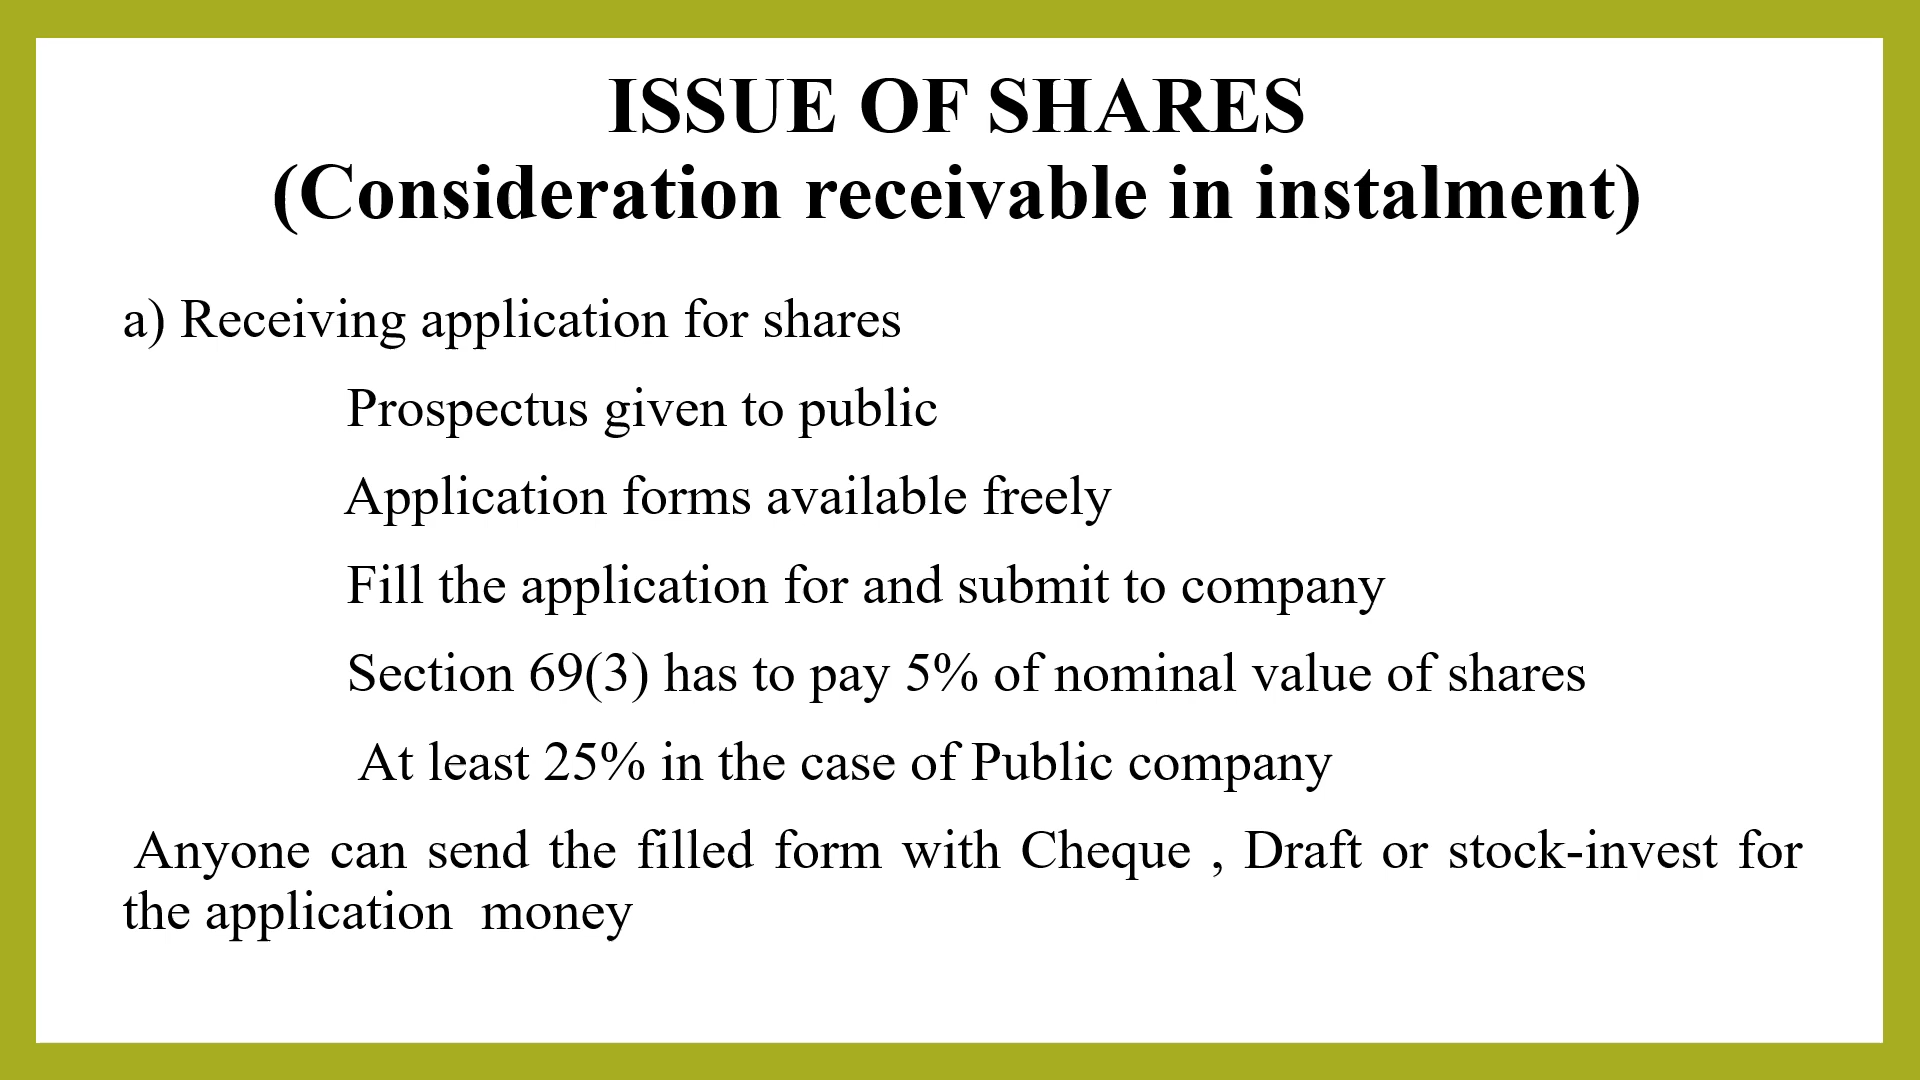 ISSUE OF SHARES
(Consideration receivable in instalment)
a) Receiving application for shares
Prospectus given to public
Application forms available freely
Fill the application for and submit to company
Section 69(3) has to pay 5% of nominal value of shares
At least 25% in the case of Public company
Anyone can send the filled form with Cheque , Draft or stock-invest for
the application  money